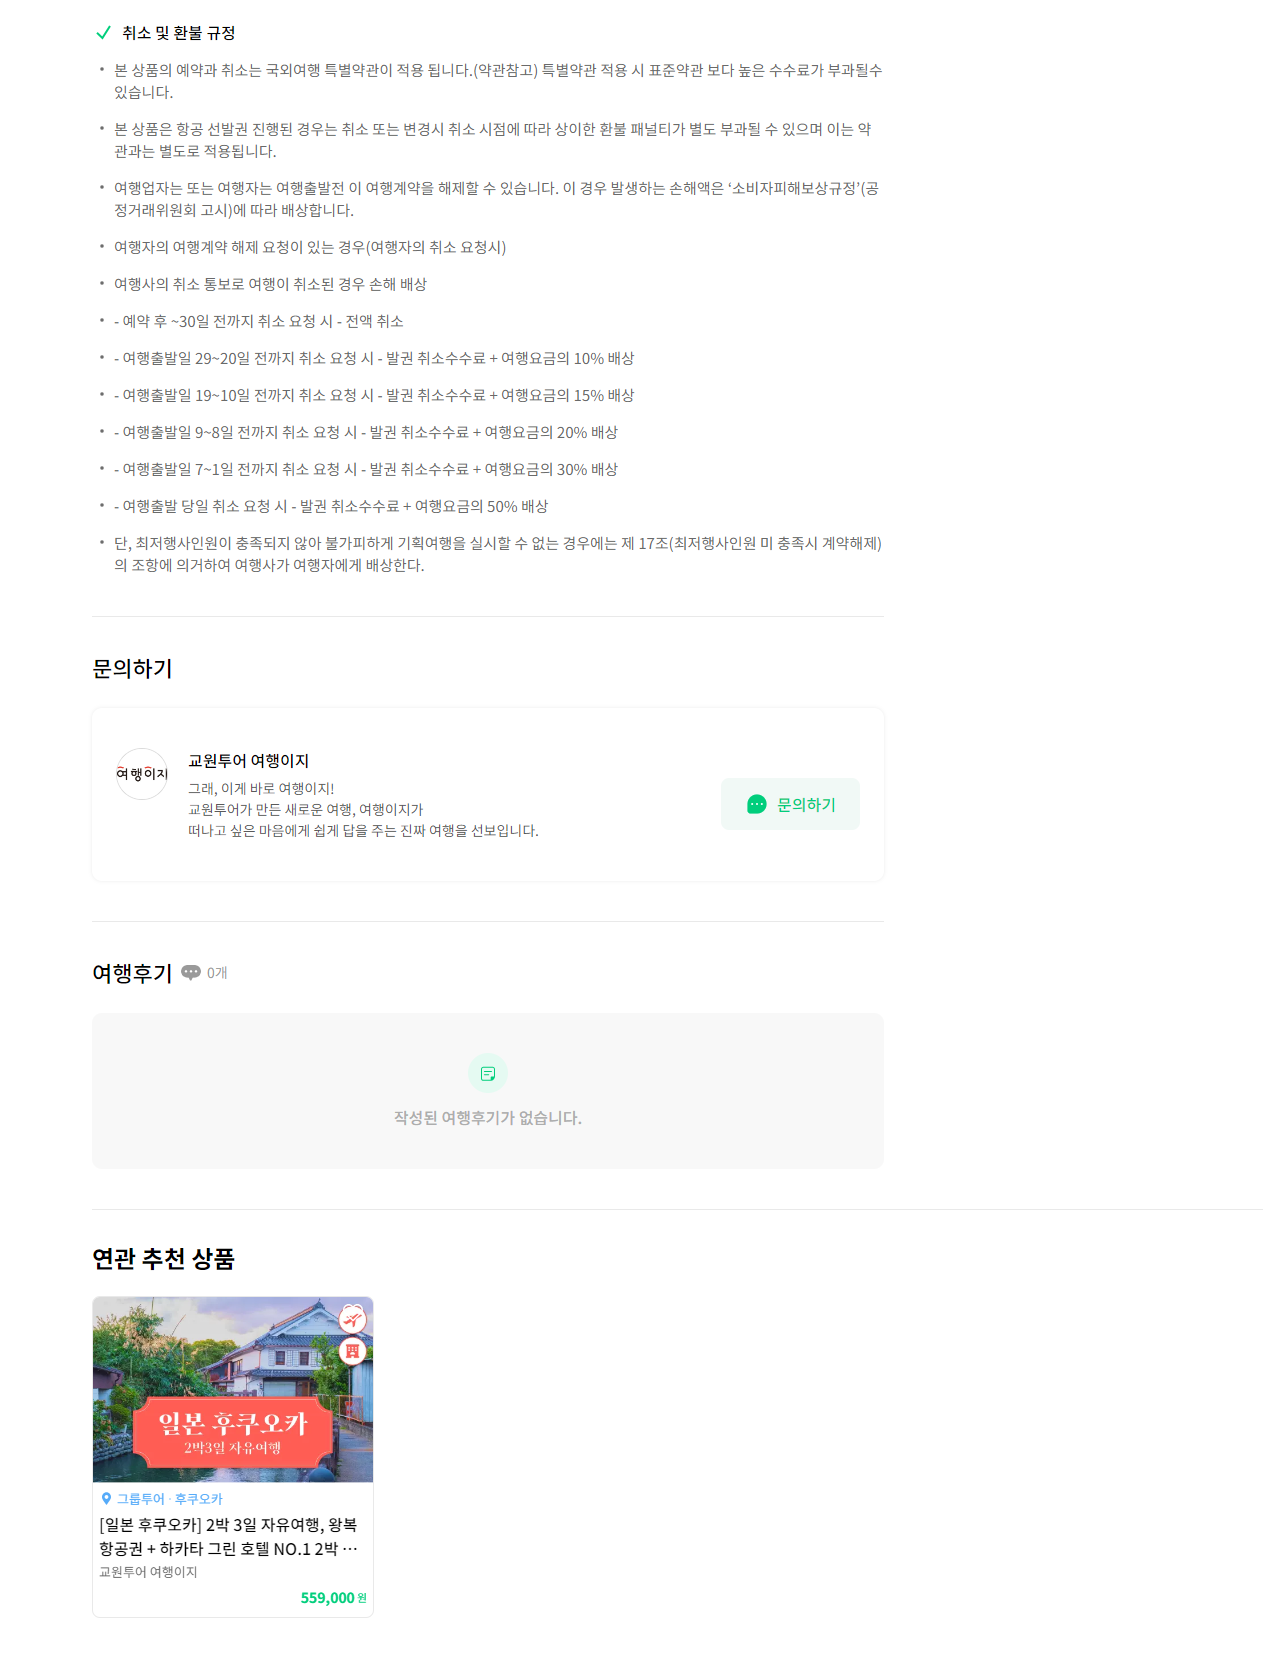 취소 및 환불 규정
• 본 상품의 예약과 취소는 국외여행 특별약관이 적용 됩니다.(약관참고) 특별약관 적용 시 표준약관 보다 높은 수수료가 부과될수
있습니다.
• 본 상품은 항공 선발권 진행된 경우는 취소 또는 변경시 취소 시점에 따라 상이한 환불 패널티가 별도 부과될 수 있으며 이는 약
관과는 별도로 적용됩니다.
• 여행업자는 또는 여행자는 여행출발전 이 여행계약을 해제할 수 있습니다. 이 경우 발생하는 손해액은 ‘소비자피해보상규정’(공
정거래위원회 고시)에 따라 배상합니다.
• 여행자의 여행계약 해제 요청이 있는 경우(여행자의 취소 요청시)
• 여행사의 취소 통보로 여행이 취소된 경우 손해 배상
• - 예약 후 ~30일 전까지 취소 요청 시 - 전액 취소
• - 여행출발일 29~20일 전까지 취소 요청 시 - 발권 취소수수료 + 여행요금의 10% 배상
• - 여행출발일 19~10일 전까지 취소 요청 시 - 발권 취소수수료 + 여행요금의 15% 배상
• - 여행출발일 9~8일 전까지 취소 요청 시 - 발권 취소수수료 + 여행요금의 20% 배상
• - 여행출발일 7~1일 전까지 취소 요청 시 - 발권 취소수수료 + 여행요금의 30% 배상
• - 여행출발 당일 취소 요청 시 - 발권 취소수수료 + 여행요금의 50% 배상
• 단, 최저행사인원이 충족되지 않아 불가피하게 기획여행을 실시할 수 없는 경우에는 제 17조(최저행사인원 미 충족시 계약해제)
의 조항에 의거하여 여행사가 여행자에게 배상한다.
문의하기
여행이지
교원투어 여행이지
그래, 이게 바로 여행이지!
교원투어가 만든 새로운 여행, 여행이지가
떠나고 싶은 마음에게 쉽게 답을 주는 진짜 여행을 선보입니다.
문의하기
여행후기 0개
작성된 여행후기가 없습니다.
연관 추천 상품
일본 후쿠오카
2박3일 자유여행
그룹투어 · 후쿠오카
[일본 후쿠오카] 2박 3일 자유여행, 왕복
항공권 + 하카타 그린 호텔 NO.1 2박 …
교원투어 여행이지
559,000 원